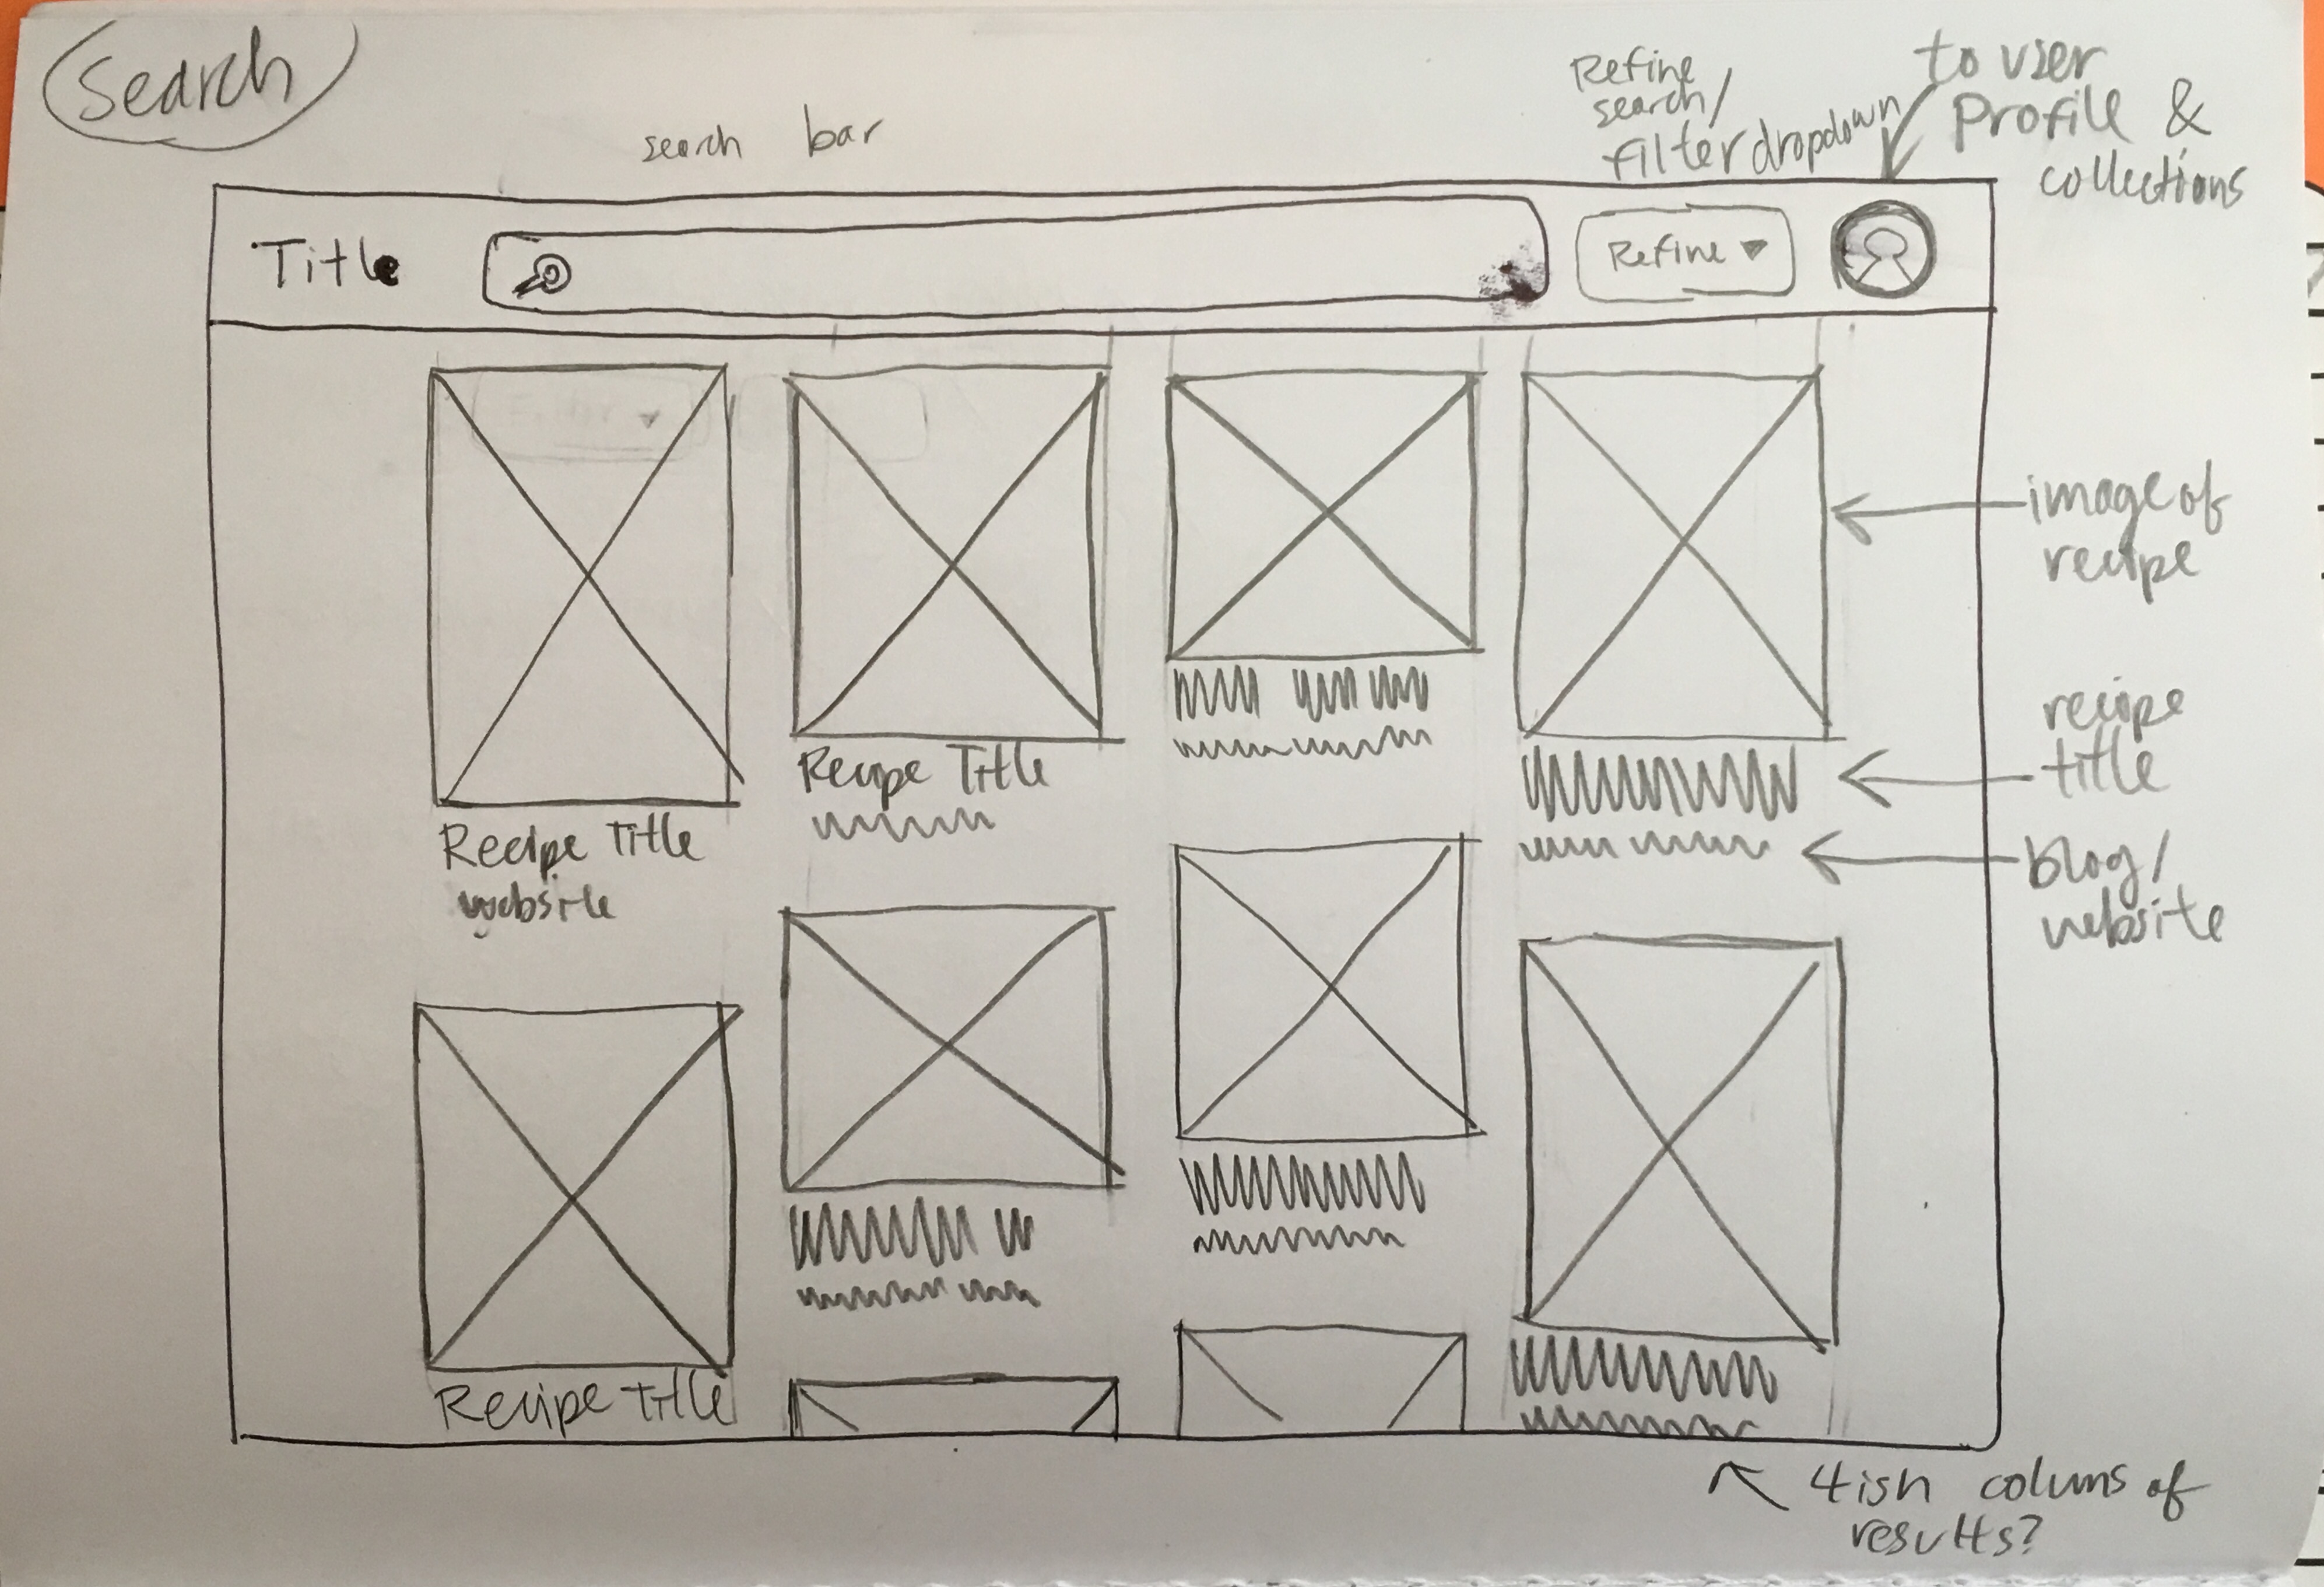 Search
search bar
Refine
search/
filter dropdown
to user
profile &
collections
Title
Refine
image of
recipe
Recipe Title
website
Recipe Title
recipe
title
blog/
website
Recipe Title
4ish colums of
results?